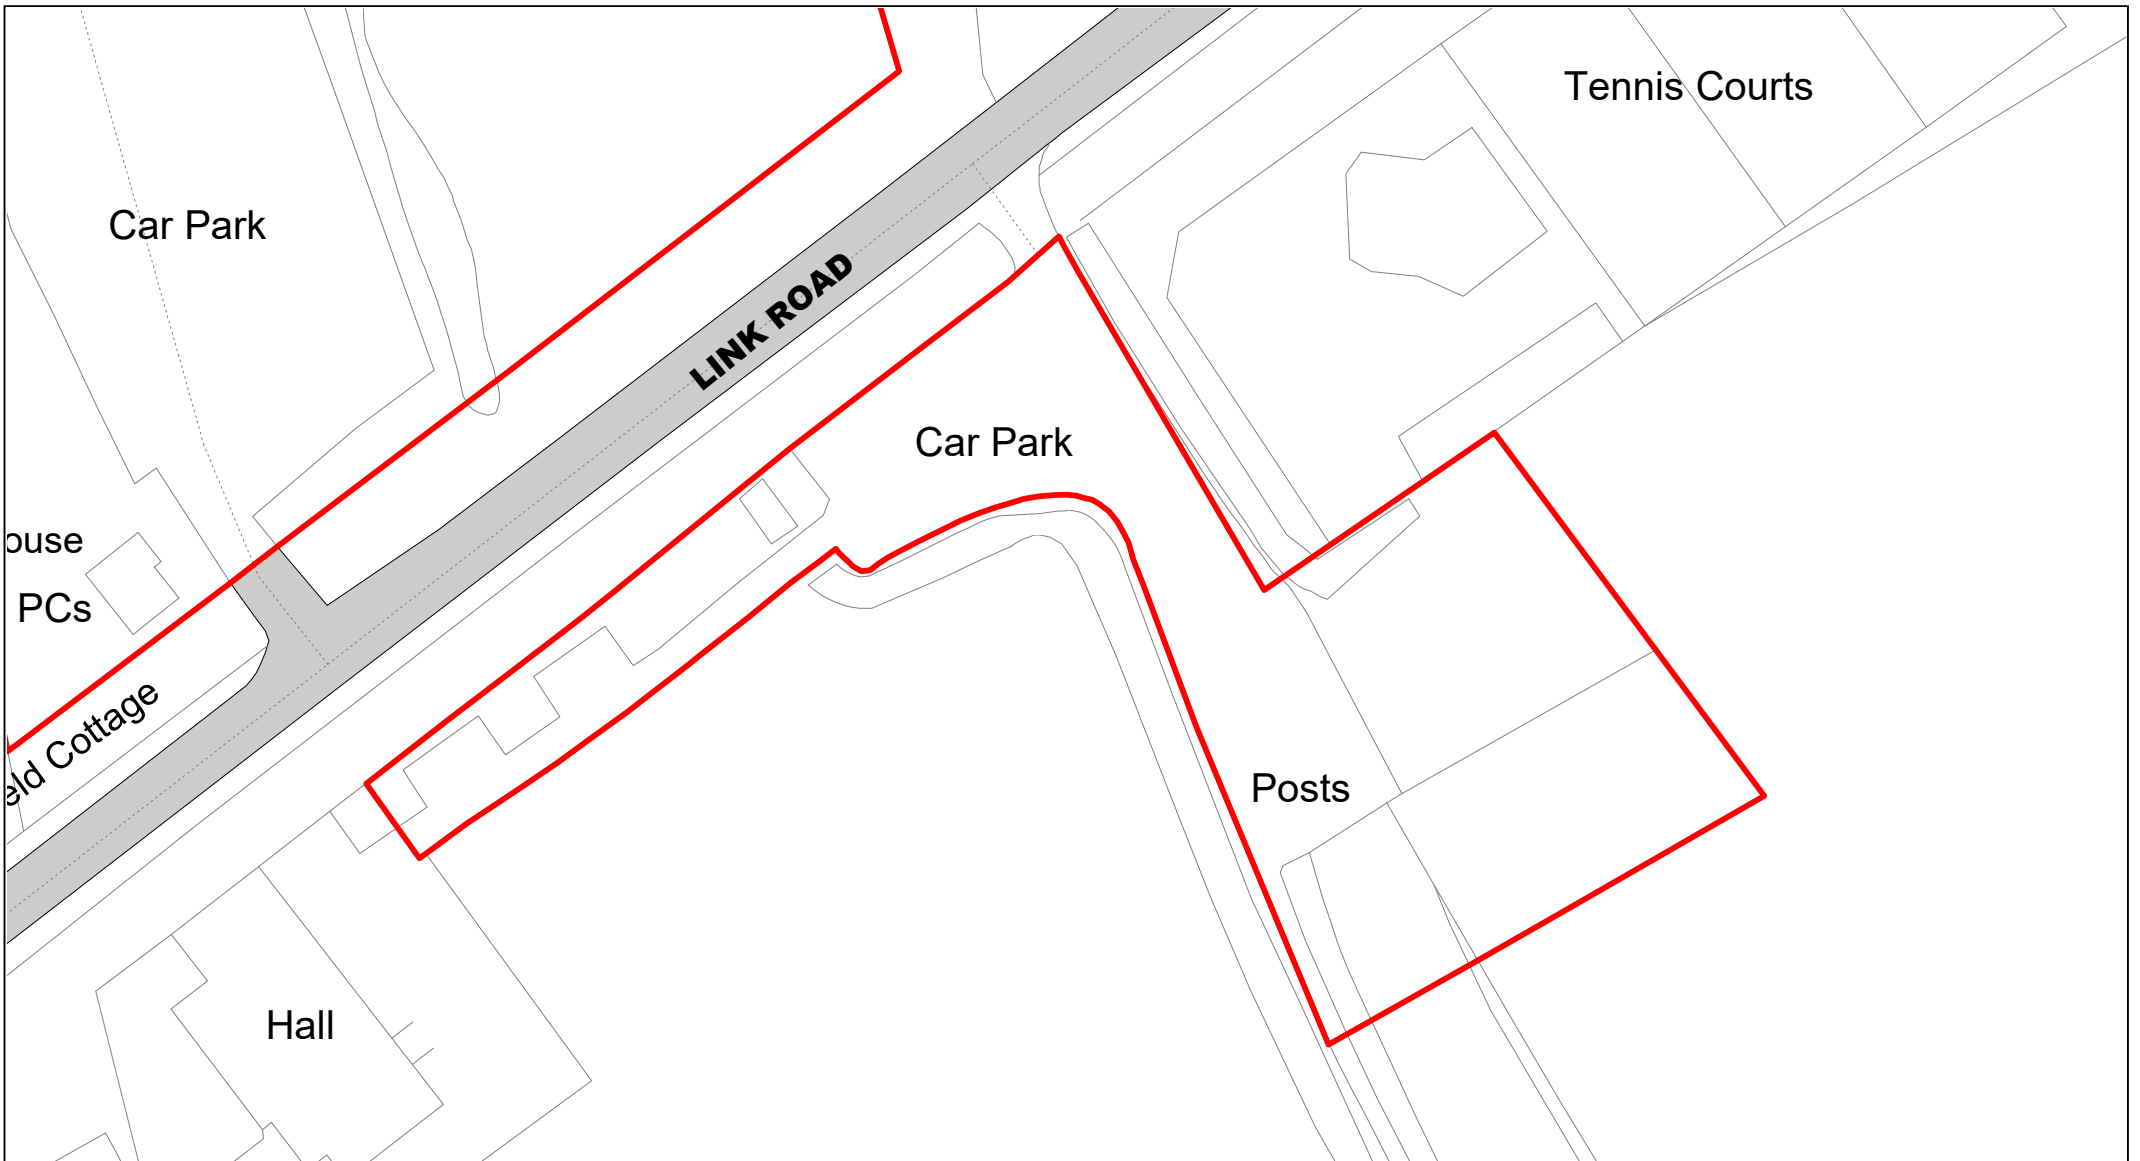 Tennis Courts
Car Park
LINK ROAD
Car Park
ouse
PCs
eld Cottage
Posts
Hall